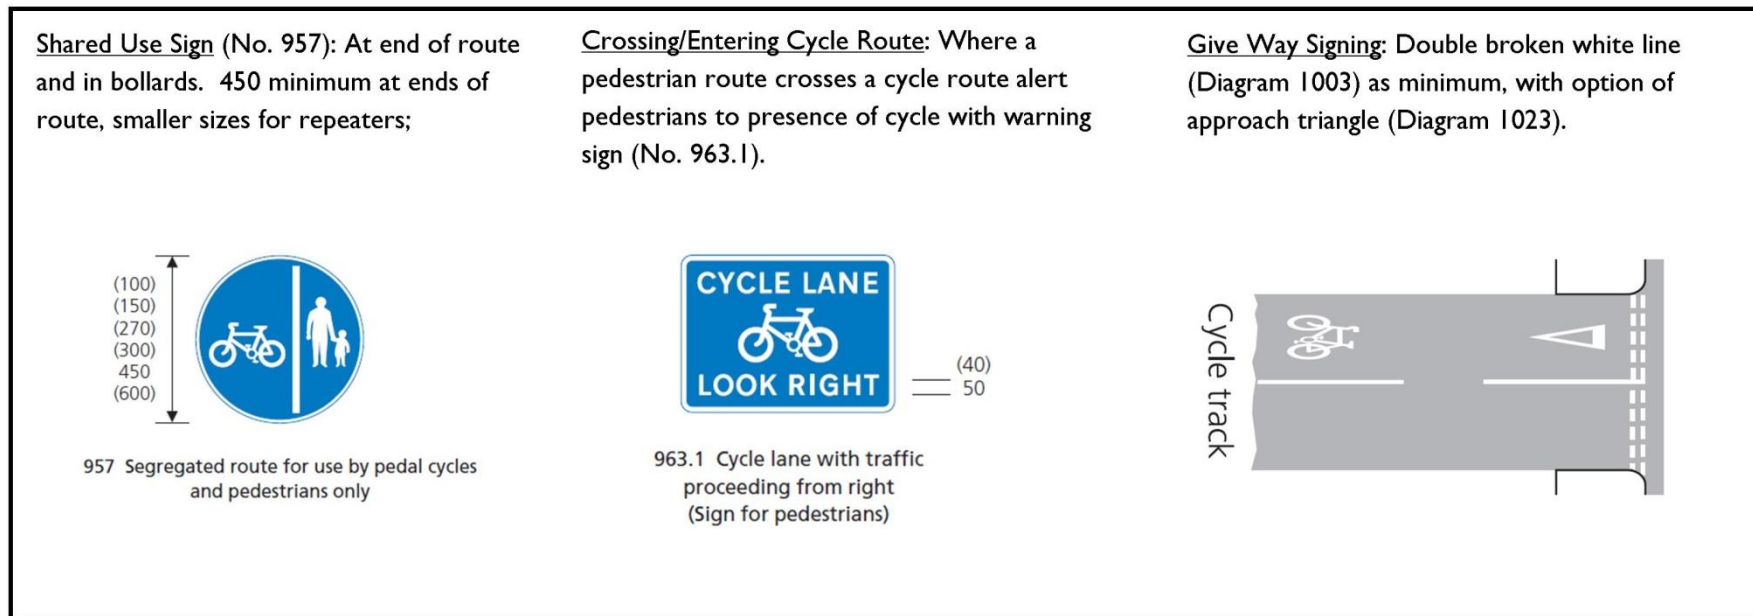 Shared Use Sign (No. 957): At end of route
and in bollards.  450 minimum at ends of
route, smaller sizes for repeaters;
(100)
(150)
(270)
(300)
450
(600)
957 Segregated route for use by pedal cycles
and pedestrians only
Crossing/Entering Cycle Route: Where a
pedestrian route crosses a cycle route alert
pedestrians to presence of cycle with warning
sign (No. 963.1).
CYCLE LANE
LOOK RIGHT
(40)
50
963.1 Cycle lane with traffic
proceeding from right
(Sign for pedestrians)
Give Way Signing: Double broken white line
(Diagram 1003) as minimum, with option of
approach triangle (Diagram 1023).
Cycle track